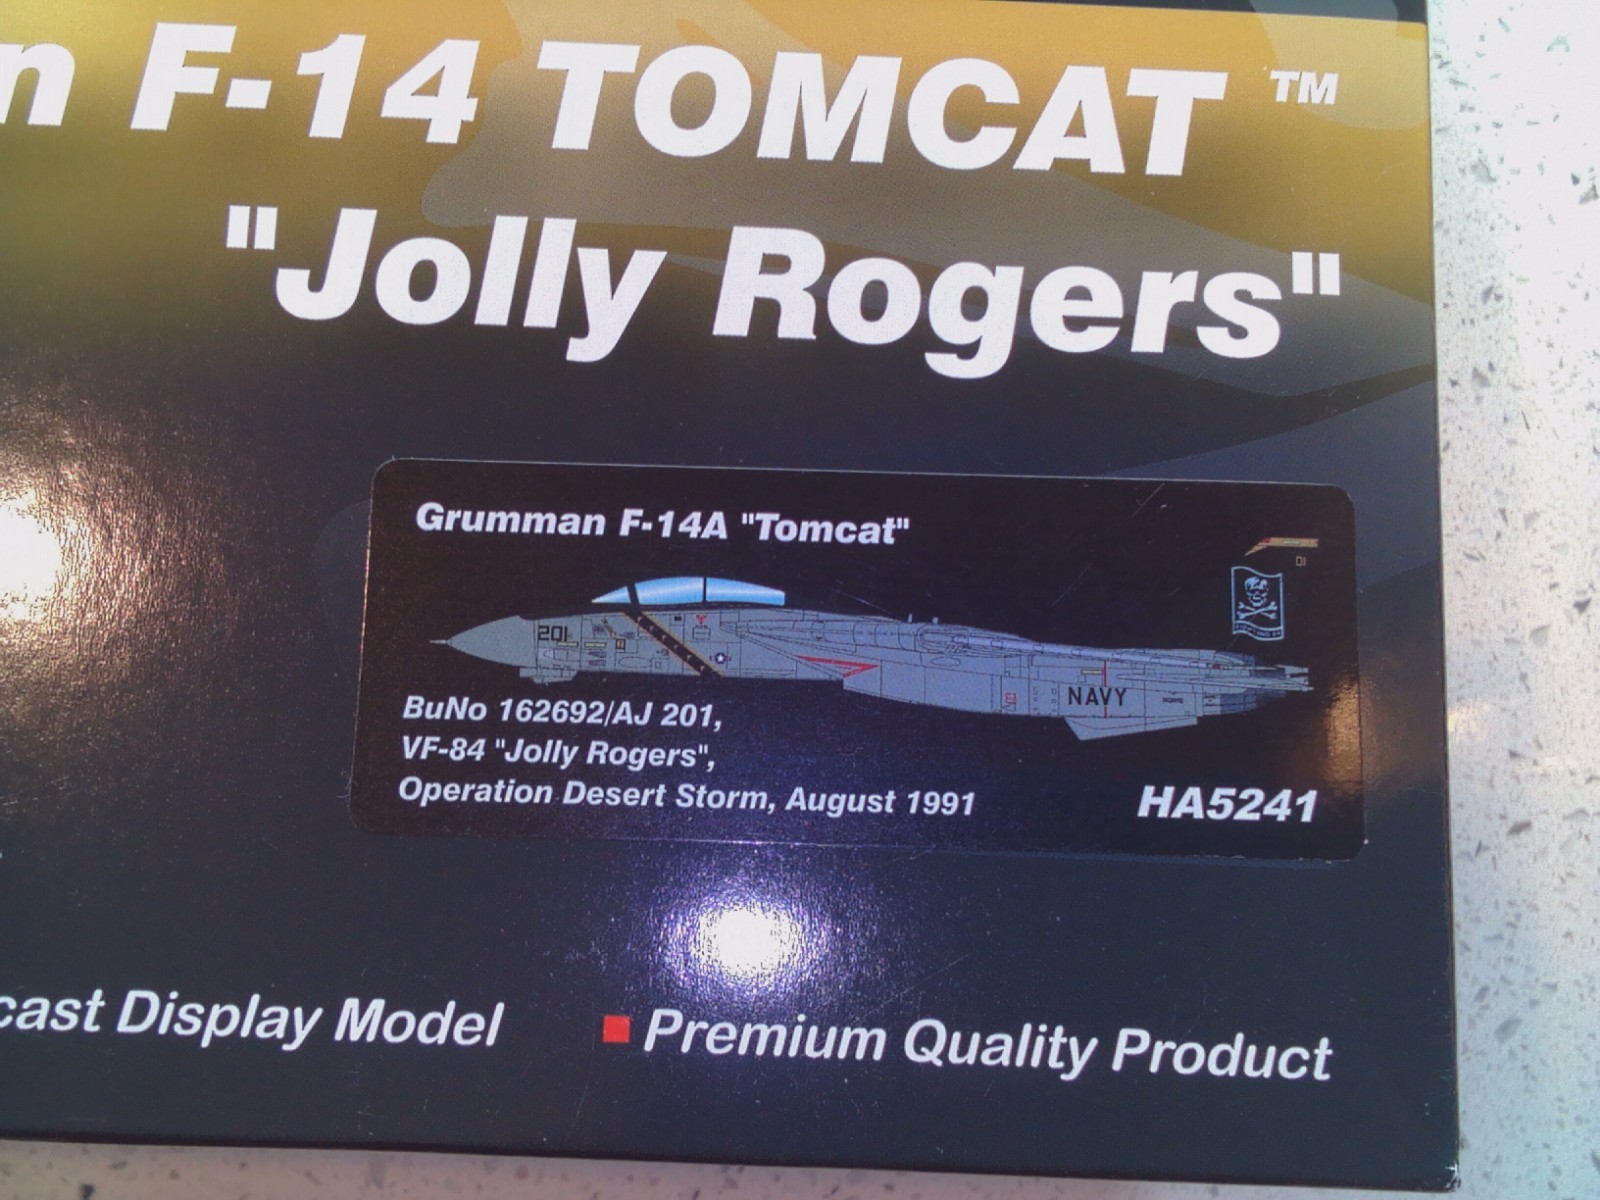 n F-14 TOMCAT ™
"Jolly Rogers"
Grumman F-14A "Tomcat"
01
201
NAVY
BuNo 162692/AJ 201,
VF-84 "Jolly Rogers",
Operation Desert Storm, August 1991
HA5241
cast Display Model
Premium Quality Product